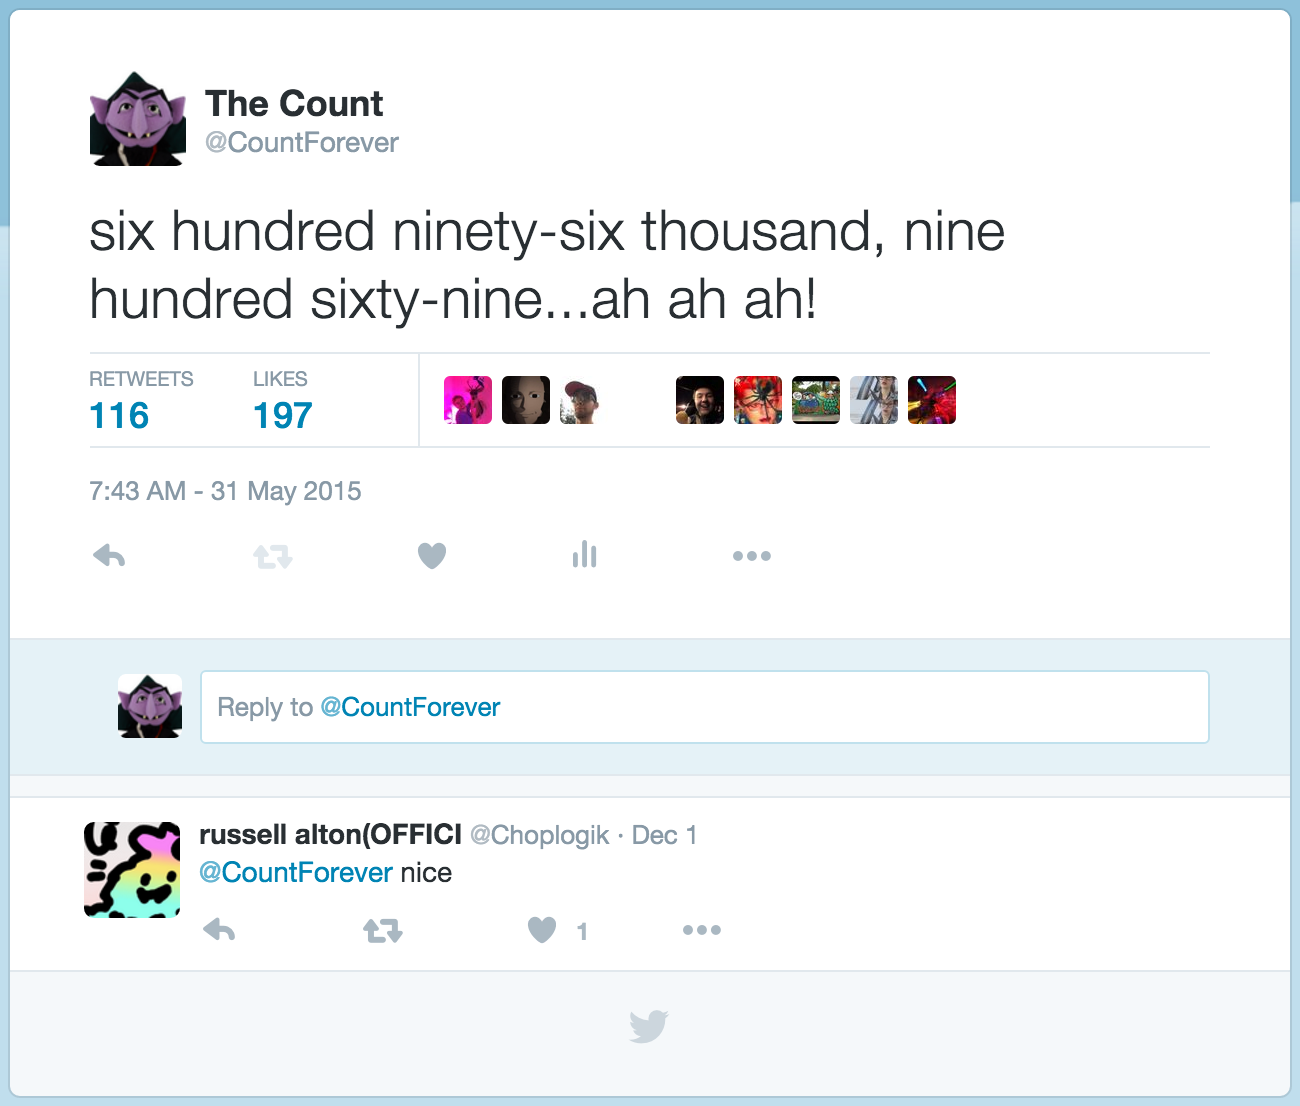 The Count
@CountForever
six hundred ninety-six thousand, nine
hundred sixty-nine...ah ah ah!
RETWEETS LIKES
116 197
7:43 AM - 31 May 2015
Reply to @CountForever
russell alton(OFFICI @Choplogik · Dec 1
@CountForever nice
1